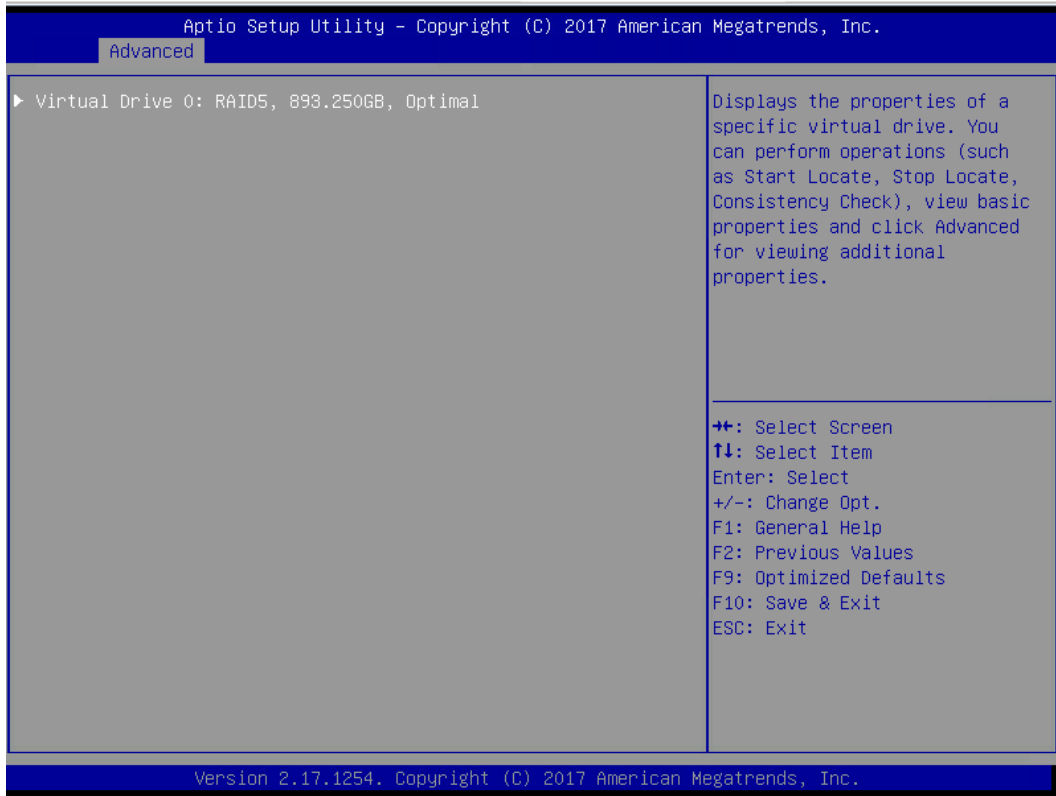 Aptio Setup Utility – Copyright (C) 2017 American Megatrends, Inc.
Advanced
▶ Virtual Drive 0: RAID5, 893.250GB, Optimal
Displays the properties of a
specific virtual drive. You
can perform operations (such
as Start Locate, Stop Locate,
Consistency Check), view basic
properties and click Advanced
for viewing additional
properties.
→←: Select Screen
↑↓: Select Item
Enter: Select
+/-: Change Opt.
F1: General Help
F2: Previous Values
F9: Optimized Defaults
F10: Save & Exit
ESC: Exit
Version 2.17.1254. Copyright (C) 2017 American Megatrends, Inc.